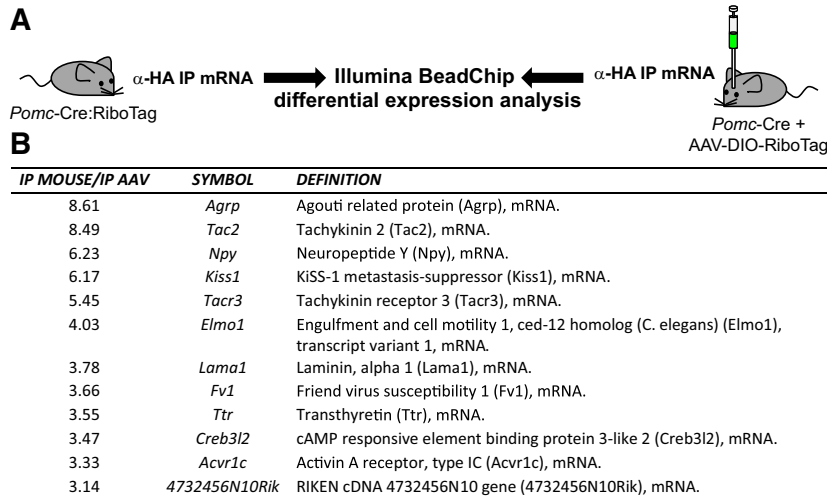 A
α-HA IP mRNA
Illumina BeadChip
differential expression analysis
α-HA IP mRNA
Pomc-Cre:RiboTag
Pomc-Cre +
AAV-DIO-RiboTag
B
IP MOUSE/IP AAV SYMBOL DEFINITION
8.61 Agrp Agouti related protein (Agrp), mRNA.
8.49 Tac2 Tachykinin 2 (Tac2), mRNA.
6.23 Npy Neuropeptide Y (Npy), mRNA.
6.17 Kiss1 KiSS-1 metastasis-suppressor (Kiss1), mRNA.
5.45 Tacr3 Tachykinin receptor 3 (Tacr3), mRNA.
4.03 Elmo1 Engulfment and cell motility 1, ced-12 homolog (C. elegans) (Elmo1),
transcript variant 1, mRNA.
3.78 Lama1 Laminin, alpha 1 (Lama1), mRNA.
3.66 Fv1 Friend virus susceptibility 1 (Fv1), mRNA.
3.55 Ttr Transthyretin (Ttr), mRNA.
3.47 Creb3l2 cAMP responsive element binding protein 3-like 2 (Creb3l2), mRNA.
3.33 Acvr1c Activin A receptor, type IC (Acvr1c), mRNA.
3.14 4732456N10Rik RIKEN cDNA 4732456N10 gene (4732456N10Rik), mRNA.